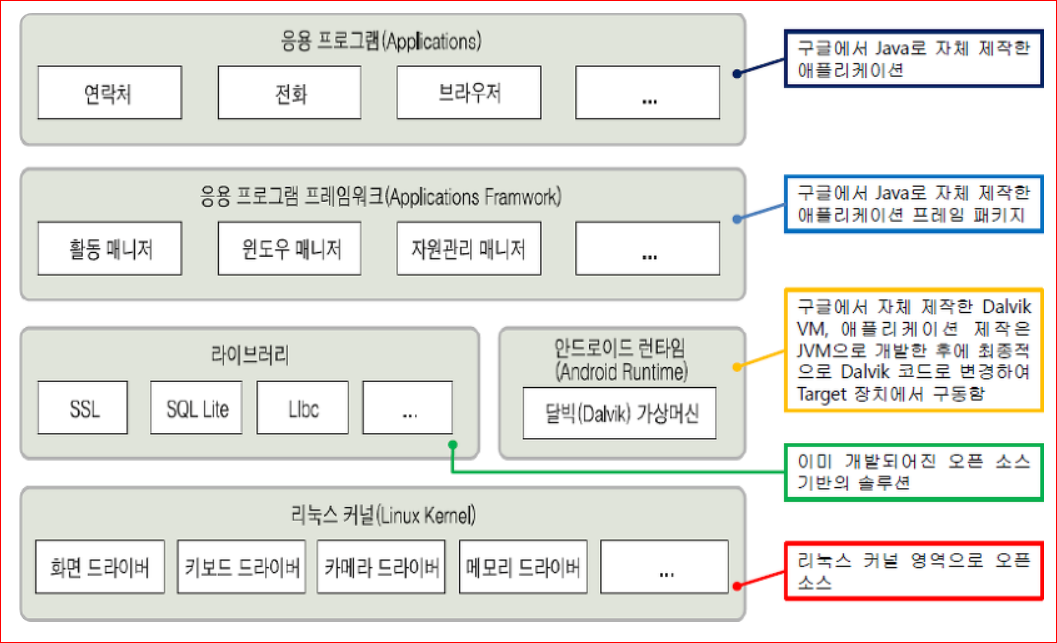 응용 프로그램(Applications)
연락처
전화
브라우저
...
구글에서 Java로 자체 제작한
애플리케이션
응용 프로그램 프레임워크(Applications Framwork)
활동 매니저
윈도우 매니저
자원관리 매니저
...
구글에서 Java로 자체 제작한
애플리케이션 프레임 패키지
라이브러리
SSL
SQL Lite
LIbc
...
안드로이드 런타임
(Android Runtime)
달빅(Dalvik) 가상머신
구글에서 자체 제작한 Dalvik
VM, 애플리케이션 제작은
JVM으로 개발한 후에 최종적
으로 Dalvik 코드로 변경하여
Target 장치에서 구동함
이미 개발되어진 오픈 소스
기반의 솔루션
리눅스 커널(Linux Kernel)
화면 드라이버
키보드 드라이버
카메라 드라이버
메모리 드라이버
...
리눅스 커널 영역으로 오픈
소스